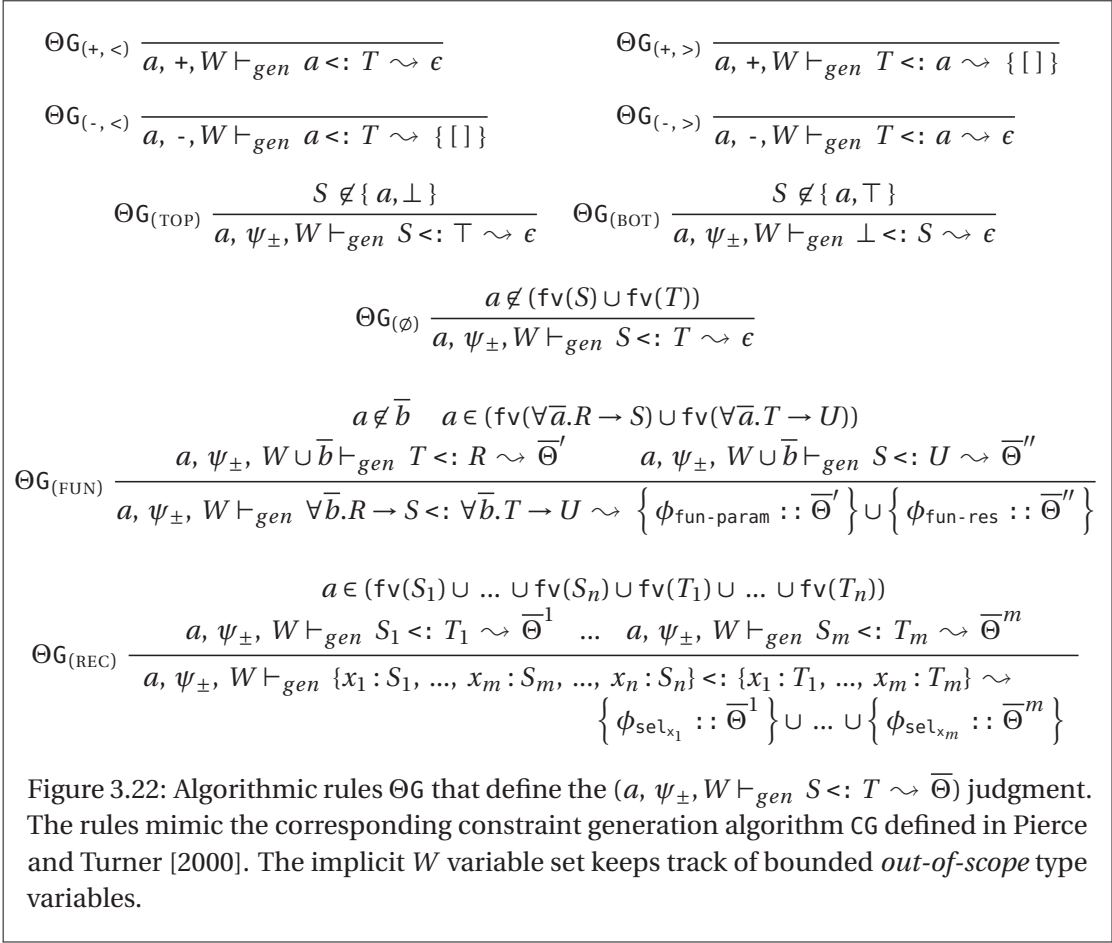 ΘG(+, <) a, +, W ⊢gen a <: T ⇝ ϵ ΘG(+, >) a, +, W ⊢gen T <: a ⇝ {[]}
ΘG(-, <) a, -, W ⊢gen a <: T ⇝ {[]} ΘG(-, >) a, -, W ⊢gen T <: a ⇝ ϵ
S ∉ { a, ⊥ } S ∉ { a, ⊤ }
ΘG(TOP) a, ψ±, W ⊢gen S <: ⊤ ⇝ ϵ ΘG(BOT) a, ψ±, W ⊢gen ⊥ <: S ⇝ ϵ
a ∉ (fv(S) ∪ fv(T))
ΘG(∅) a, ψ±, W ⊢gen S <: T ⇝ ϵ
a ∉ b̅ a ∈ (fv(∀a̅.R → S) ∪ fv(∀a̅.T → U))
a, ψ±, W ∪ b̅ ⊢gen T <: R ⇝ Θ̅′ a, ψ±, W ∪ b̅ ⊢gen S <: U ⇝ Θ̅′′
ΘG(FUN) a, ψ±, W ⊢gen ∀b̅.R → S <: ∀b̅.T → U ⇝ { ϕfun-param :: Θ̅′ } ∪ { ϕfun-res :: Θ̅′′ }
a ∈ (fv(S₁) ∪ ... ∪ fv(Sₙ) ∪ fv(T₁) ∪ ... ∪ fv(Tₙ))
a, ψ±, W ⊢gen S₁ <: T₁ ⇝ Θ̅¹ ... a, ψ±, W ⊢gen Sₘ <: Tₘ ⇝ Θ̅ᵐ
ΘG(REC) a, ψ±, W ⊢gen {x₁ : S₁, ..., xₘ : Sₘ, ..., xₙ : Sₙ} <: {x₁ : T₁, ..., xₘ : Tₘ} ⇝
{ ϕselₓ₁ :: Θ̅¹ } ∪ ... ∪ { ϕselₓₘ :: Θ̅ᵐ }
Figure 3.22: Algorithmic rules ΘG that define the (a, ψ±, W ⊢gen S <: T ⇝ Θ̅) judgment.
The rules mimic the corresponding constraint generation algorithm CG defined in Pierce
and Turner [2000]. The implicit W variable set keeps track of bounded out-of-scope type
variables.